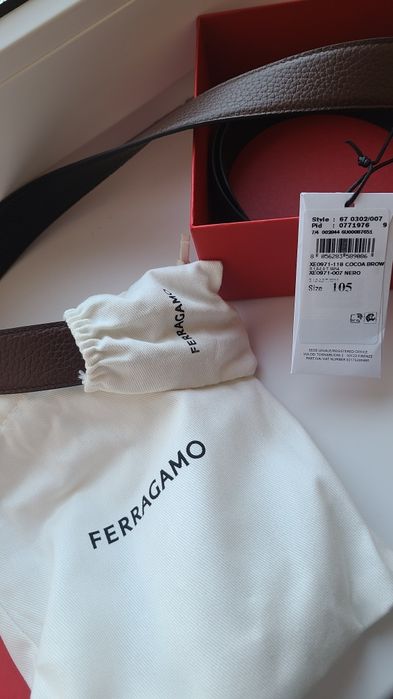 Style : 67 0302/007
Pid : 0771976 9
8 056283 589086
XE0971-118 COCOA BROW
XE0971-007 NERO
Size 105
FERRAGAMO
FERRAGAMO